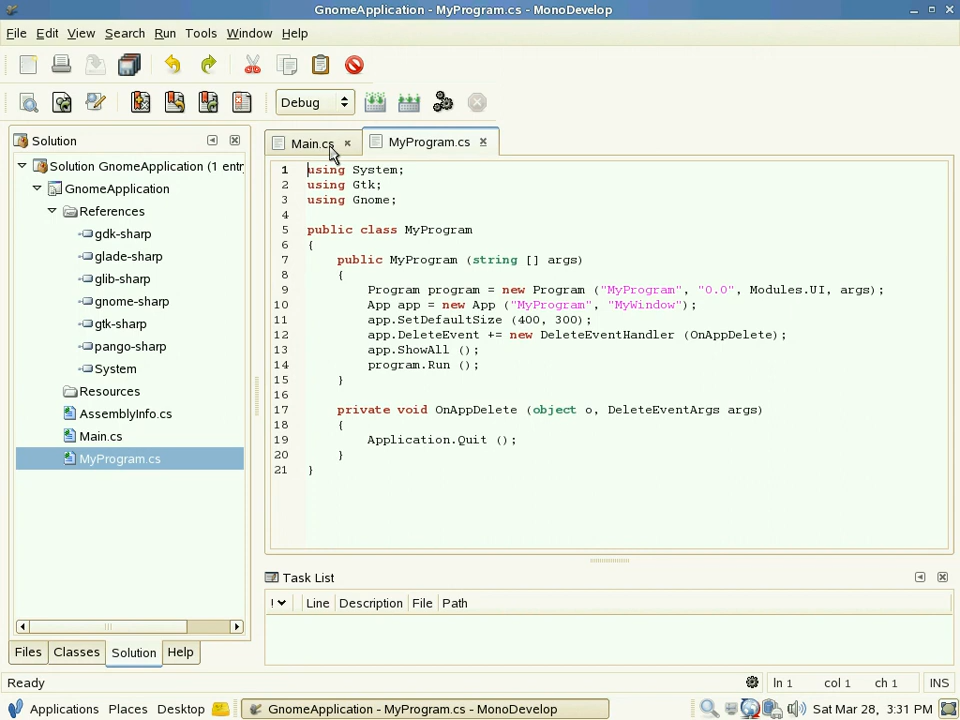 GnomeApplication - MyProgram.cs - MonoDevelop
File Edit View Search Run Tools Window Help
Debug
Solution
Main.cs
MyProgram.cs
Solution GnomeApplication (1 entr
GnomeApplication
References
gdk-sharp
glade-sharp
glib-sharp
gnome-sharp
gtk-sharp
pango-sharp
System
Resources
AssemblyInfo.cs
Main.cs
MyProgram.cs
Files Classes Solution Help
1 using System;
2 using Gtk;
3 using Gnome;
4
5 public class MyProgram
6 {
7 public MyProgram (string [] args)
8 {
9 Program program = new Program ("MyProgram", "0.0", Modules.UI, args);
10 App app = new App ("MyProgram", "MyWindow");
11 app.SetDefaultSize (400, 300);
12 app.DeleteEvent += new DeleteEventHandler (OnAppDelete);
13 app.ShowAll ();
14 program.Run ();
15 }
16
17 private void OnAppDelete (object o, DeleteEventArgs args)
18 {
19 Application.Quit ();
20 }
21 }
Task List
! Line Description File Path
Ready ln 1 col 1 ch 1 INS
Applications Places Desktop GnomeApplication - MyProgram.cs - MonoDevelop Sat Mar 28, 3:31 PM